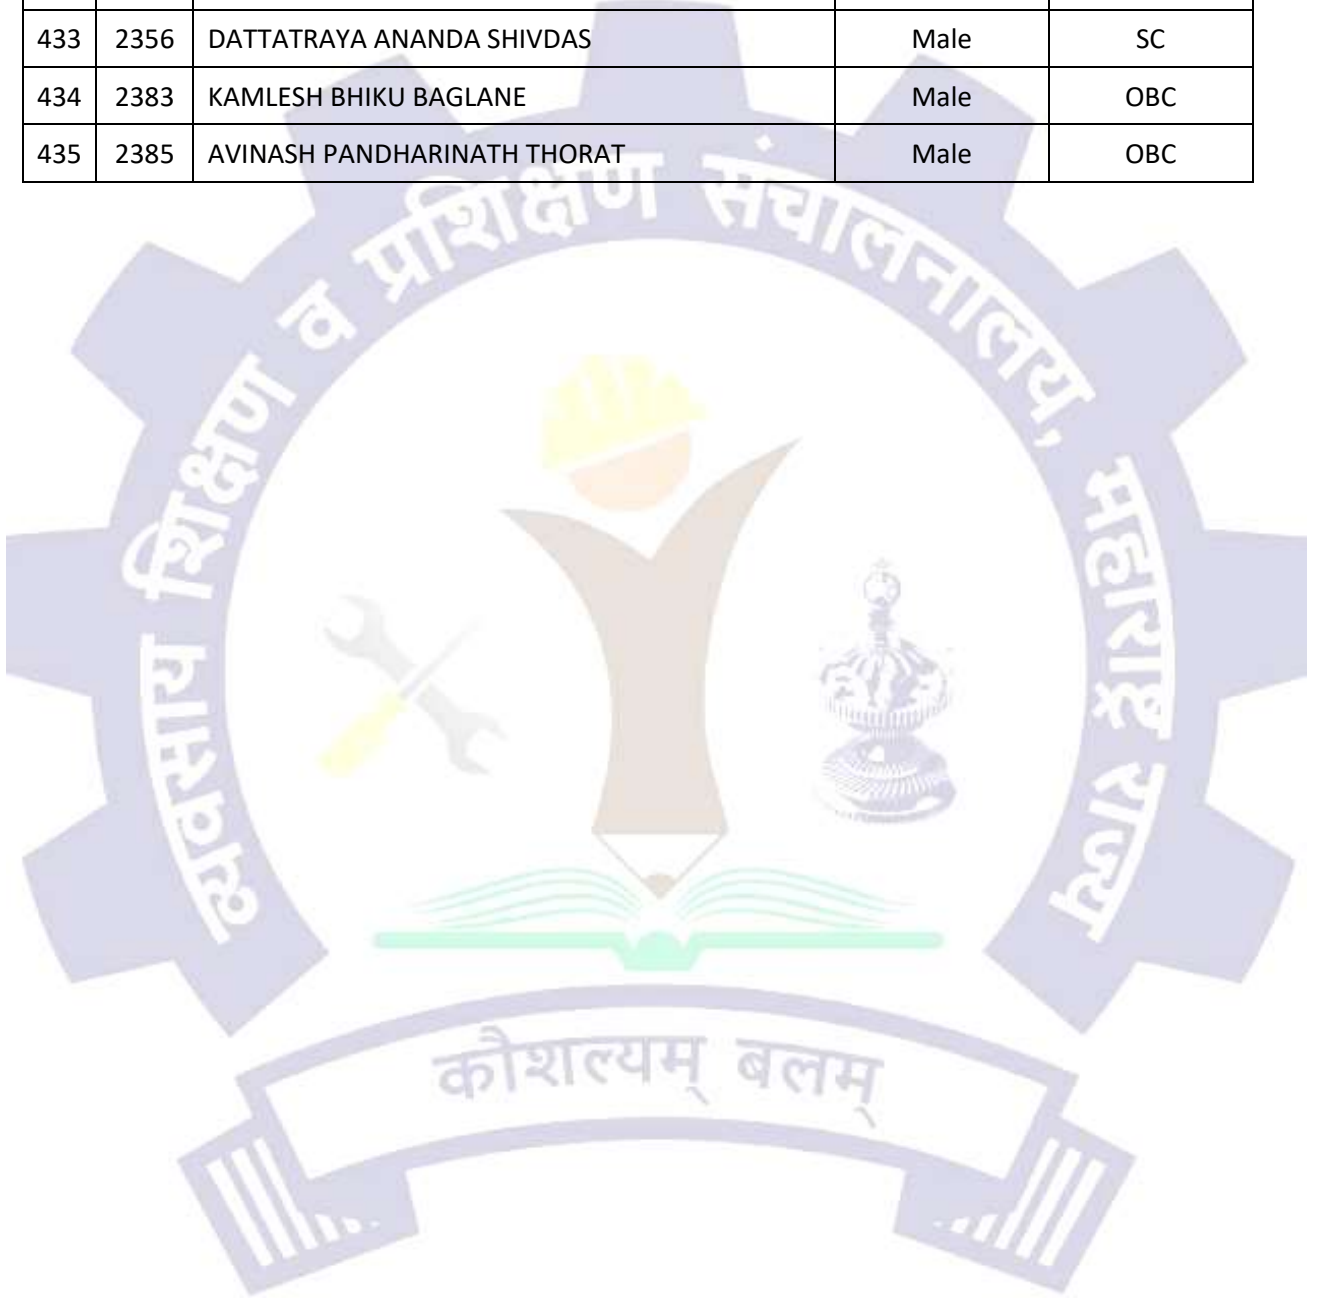 433 2356 DATTATRAYA ANANDA SHIVDAS Male SC
434 2383 KAMLESH BHIKU BAGLANE Male OBC
435 2385 AVINASH PANDHARINATH THORAT Male OBC
व्यवसाय शिक्षण व प्रशिक्षण संचालनालय, महाराष्ट्र राज्य
कौशल्यम् बलम्